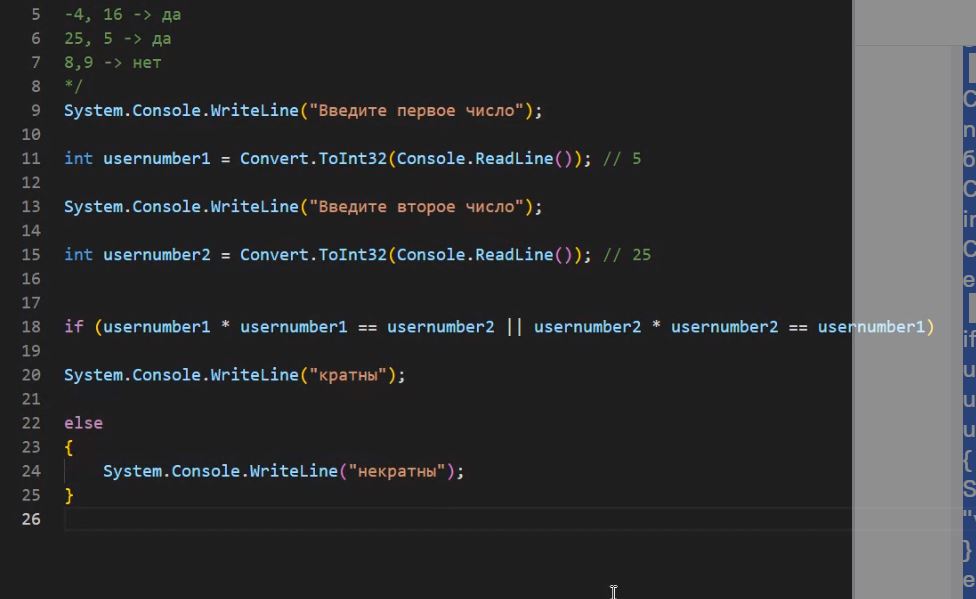 5 -4, 16 -> да
6 25, 5 -> да
7 8,9 -> нет
8 */
9 System.Console.WriteLine("Введите первое число");
10
11 int usernumber1 = Convert.ToInt32(Console.ReadLine()); // 5
12
13 System.Console.WriteLine("Введите второе число");
14
15 int usernumber2 = Convert.ToInt32(Console.ReadLine()); // 25
16
17
18 if (usernumber1 * usernumber1 == usernumber2 || usernumber2 * usernumber2 == usernumber1)
19
20 System.Console.WriteLine("кратны");
21
22 else
23 {
24 System.Console.WriteLine("некратны");
25 }
26